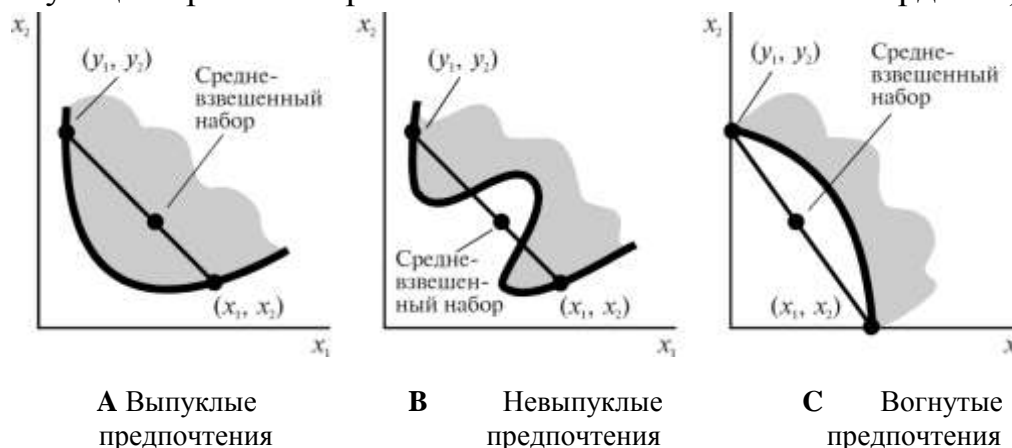 x₂
(y₁, y₂)
Средне-
взвешенный
набор
(x₁, x₂)
x₁
x₂
(y₁, y₂)
Средне-
взвешен-
ный набор
(x₁, x₂)
x₁
x₂
(y₁, y₂)
Средне-
взвешенный
набор
(x₁, x₂)
x
A Выпуклые
предпочтения
B Невыпуклые
предпочтения
C Вогнутые
предпочтения